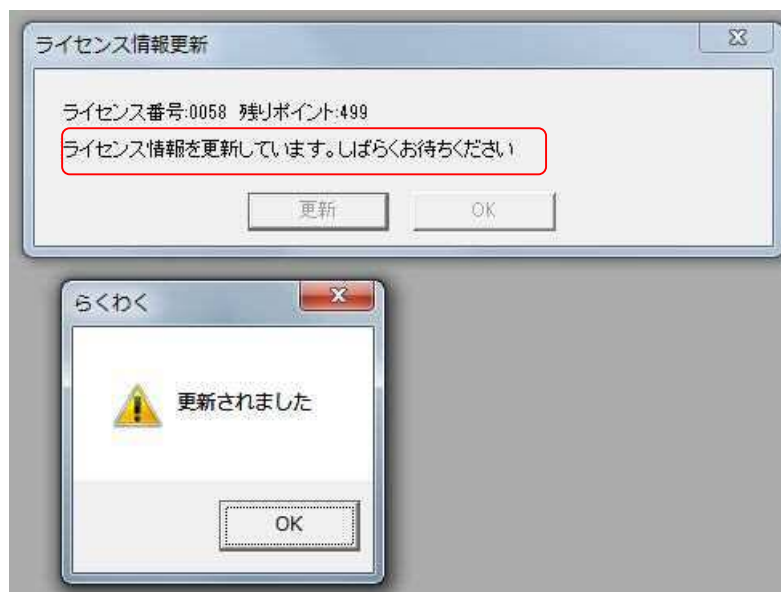 ライセンス情報更新
ライセンス番号:0058 残りポイント:499
ライセンス情報を更新しています。しばらくお待ちください
更新
OK
らくわく
更新されました
OK